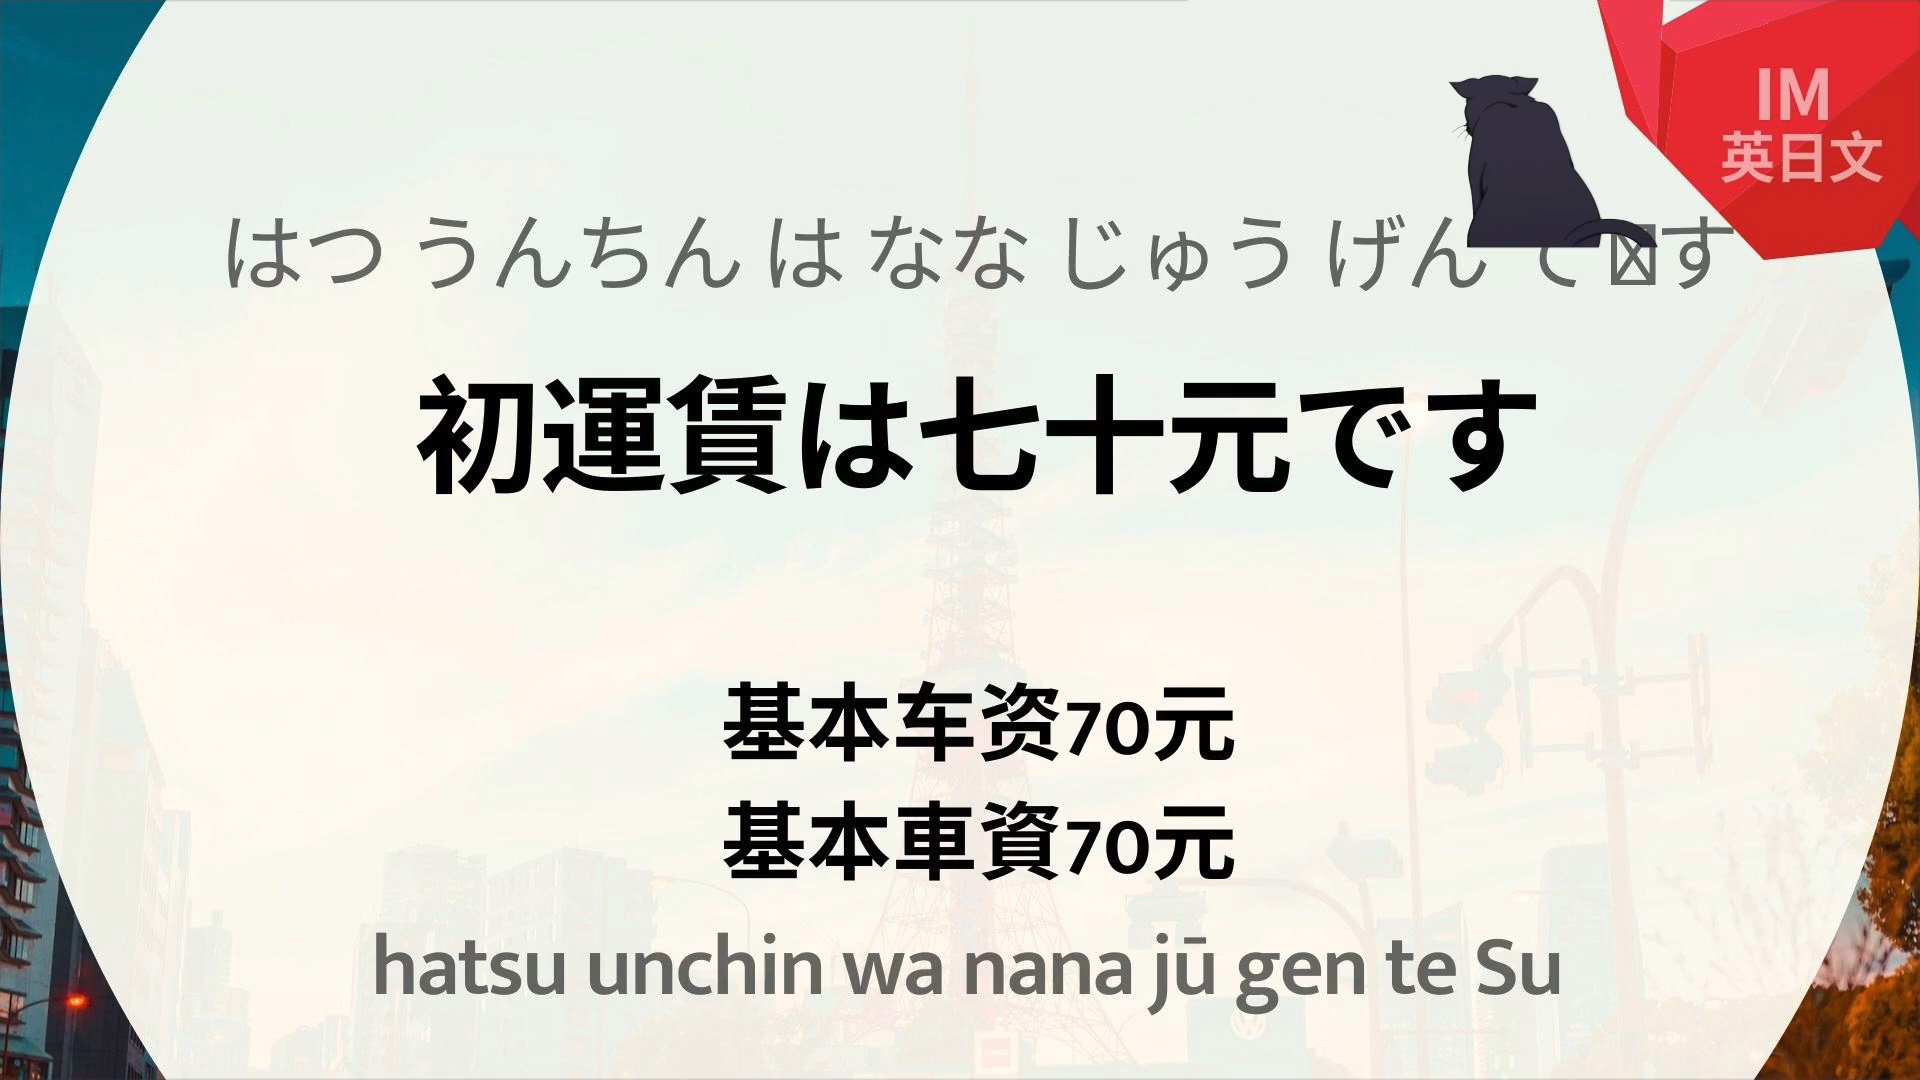 IM
英日文
はつ うんちん は なな じゅう げん て す
初運賃は七十元です
基本车资70元
基本車資70元
hatsu unchin wa nana jū gen te Su